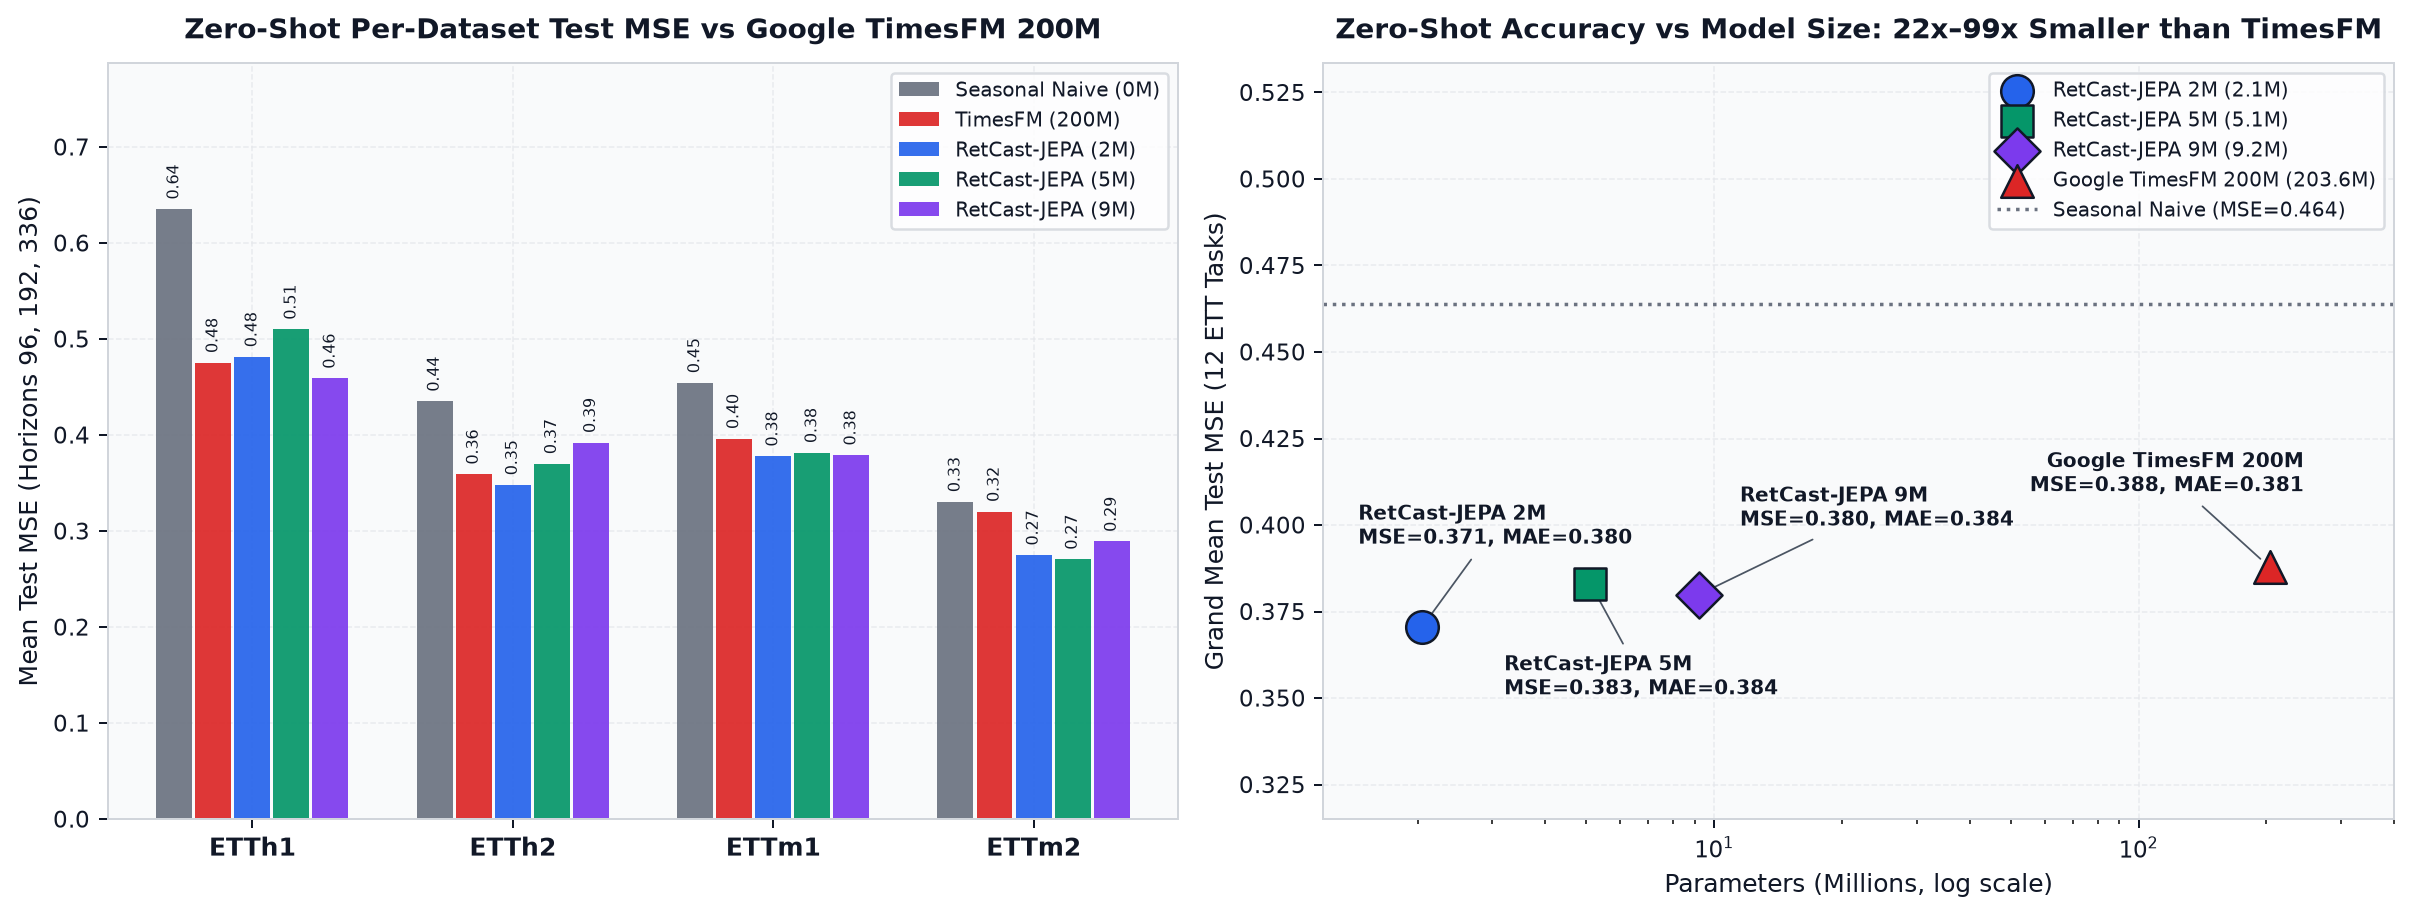 Zero-Shot Per-Dataset Test MSE vs Google TimesFM 200M
Mean Test MSE (Horizons 96, 192, 336)
0.7
0.6
0.5
0.4
0.3
0.2
0.1
0.0
Seasonal Naive (0M)
TimesFM (200M)
RetCast-JEPA (2M)
RetCast-JEPA (5M)
RetCast-JEPA (9M)
0.64
0.48
0.48
0.51
0.46
0.44
0.36
0.35
0.37
0.39
0.45
0.40
0.38
0.38
0.38
0.33
0.32
0.27
0.27
0.29
ETTh1
ETTh2
ETTm1
ETTm2
Zero-Shot Accuracy vs Model Size: 22x–99x Smaller than TimesFM
Grand Mean Test MSE (12 ETT Tasks)
0.525
0.500
0.475
0.450
0.425
0.400
0.375
0.350
0.325
RetCast-JEPA 2M (2.1M)
RetCast-JEPA 5M (5.1M)
RetCast-JEPA 9M (9.2M)
Google TimesFM 200M (203.6M)
Seasonal Naive (MSE=0.464)
RetCast-JEPA 2M
MSE=0.371, MAE=0.380
RetCast-JEPA 5M
MSE=0.383, MAE=0.384
RetCast-JEPA 9M
MSE=0.380, MAE=0.384
Google TimesFM 200M
MSE=0.388, MAE=0.381
10¹
10²
Parameters (Millions, log scale)